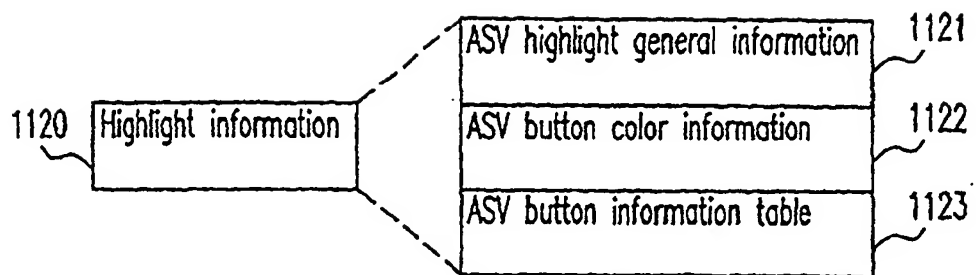 1120 Highlight information
ASV highlight general information 1121
ASV button color information 1122
ASV button information table 1123